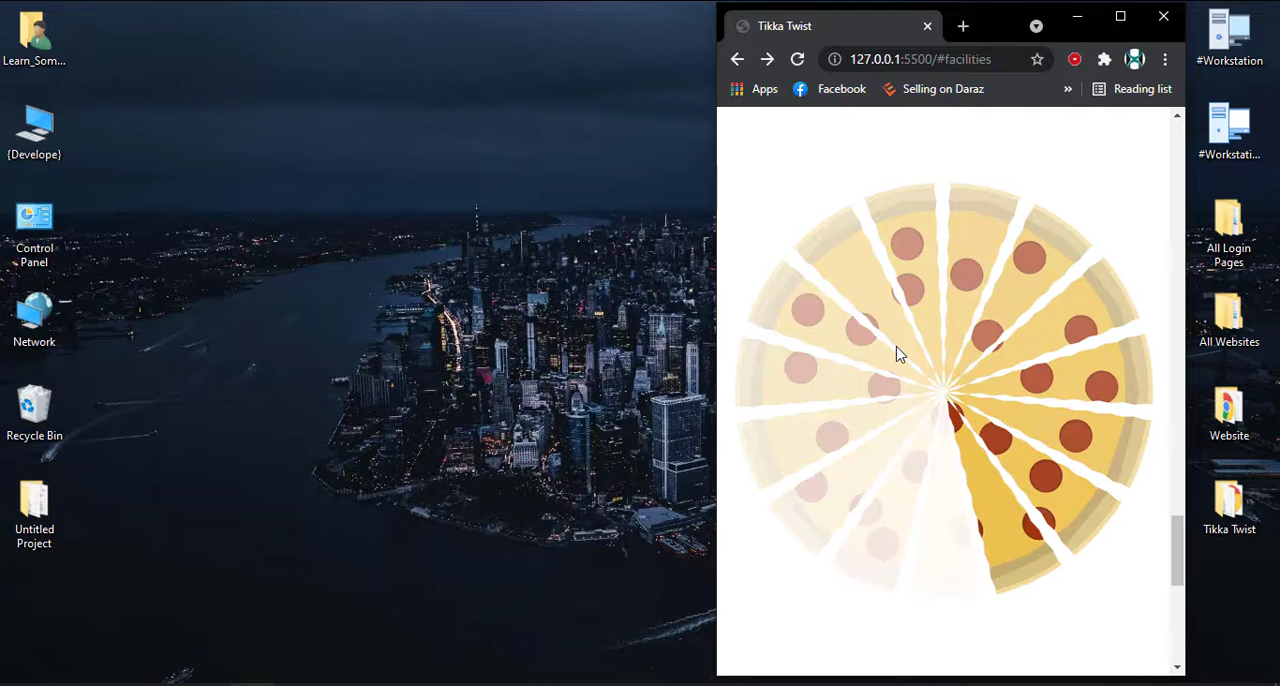 Learn_Som...
{Develope}
Control
Panel
Network
Recycle Bin
Untitled
Project
Tikka Twist
127.0.0.1:5500/#facilities
Apps
Facebook
Selling on Daraz
»
Reading list
#Workstation
#Workstati...
All Login
Pages
All Websites
Website
Tikka Twist